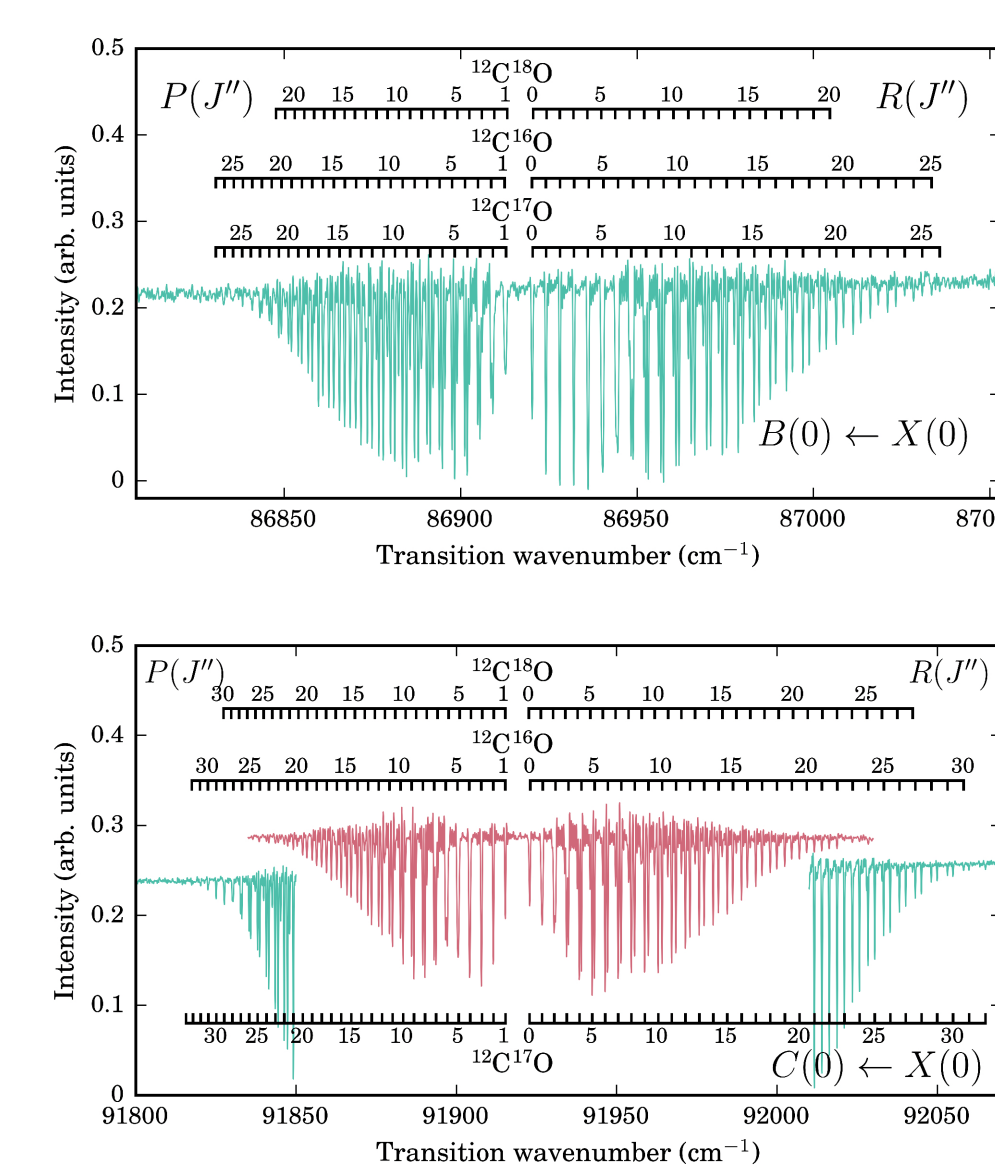 0.5
¹²C¹⁸O
P(J″) 20 15 10 5 1 0 5 10 15 20 R(J″)
0.4
¹²C¹⁶O
25 20 15 10 5 1 0 5 10 15 20 25
0.3
¹²C¹⁷O
25 20 15 10 5 1 0 5 10 15 20 25
Intensity (arb. units)
0.2
0.1
B(0) ← X(0)
0
86850 86900 86950 87000 870
Transition wavenumber (cm⁻¹)
0.5
P(J″) ¹²C¹⁸O R(J″)
30 25 20 15 10 5 1 0 5 10 15 20 25
0.4
¹²C¹⁶O
30 25 20 15 10 5 1 0 5 10 15 20 25 30
0.3
Intensity (arb. units)
0.2
0.1
30 25 20 15 10 5 1 0 5 10 15 20 25 30
¹²C¹⁷O
C(0) ← X(0)
0
91800 91850 91900 91950 92000 92050
Transition wavenumber (cm⁻¹)